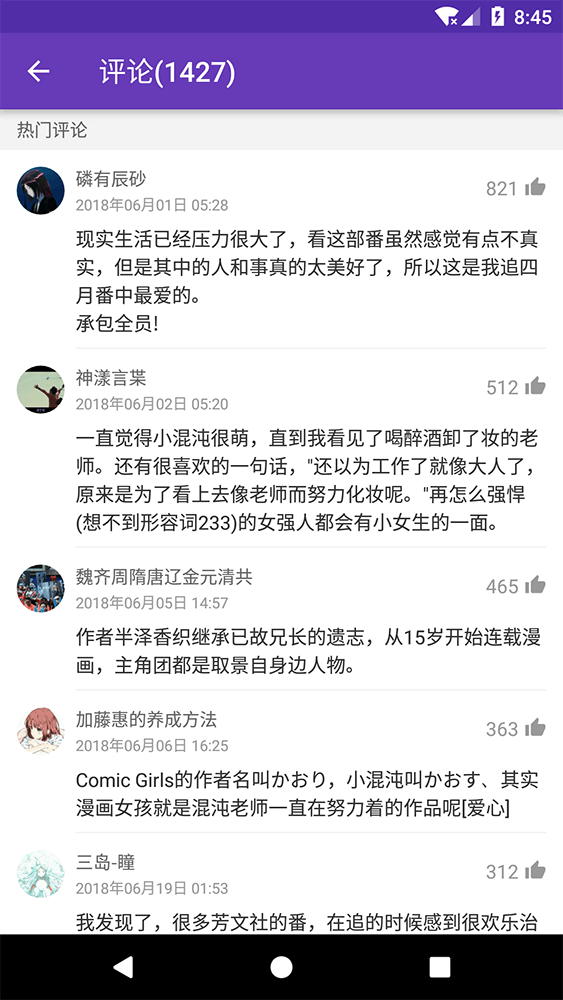 8:45
评论(1427)
热门评论
磷有辰砂
821
2018年06月01日 05:28
现实生活已经压力很大了，看这部番虽然感觉有点不真
实，但是其中的人和事真的太美好了，所以这是我追四
月番中最爱的。
承包全员!
神漾言枼
512
2018年06月02日 05:20
一直觉得小混沌很萌，直到我看见了喝醉酒卸了妆的老
师。还有很喜欢的一句话，"还以为工作了就像大人了，
原来是为了看上去像老师而努力化妆呢。"再怎么强悍
(想不到形容词233)的女强人都会有小女生的一面。
魏齐周隋唐辽金元清共
465
2018年06月05日 14:57
作者半泽香织继承已故兄长的遗志，从15岁开始连载漫
画，主角团都是取景自身边人物。
加藤惠的养成方法
363
2018年06月06日 16:25
Comic Girls的作者名叫かおり，小混沌叫かおす、其实
漫画女孩就是混沌老师一直在努力着的作品呢[爱心]
三岛-瞳
312
2018年06月19日 01:53
我发现了，很多芳文社的番，在追的时候感到很欢乐治